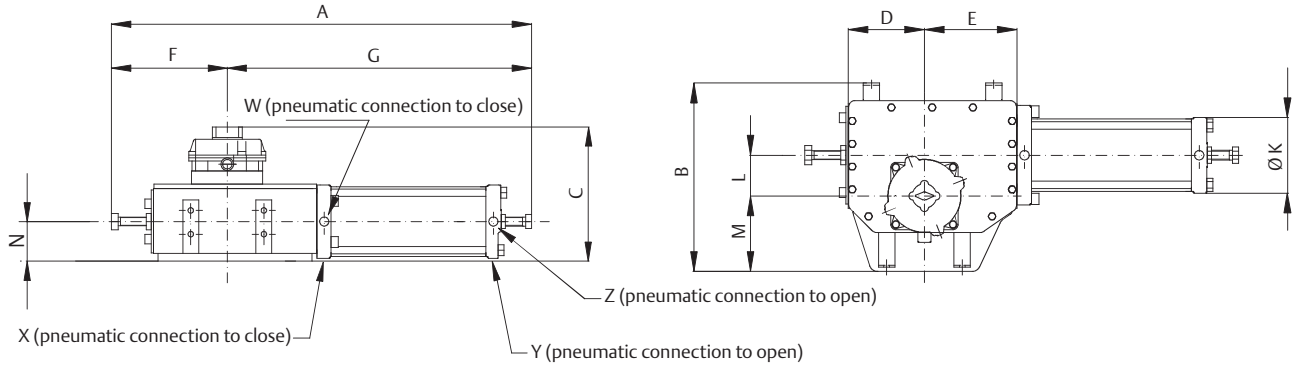 A
D
E
F
G
W (pneumatic connection to close)
B
L
M
C
N
Ø K
Z (pneumatic connection to open)
X (pneumatic connection to close)
Y (pneumatic connection to open)